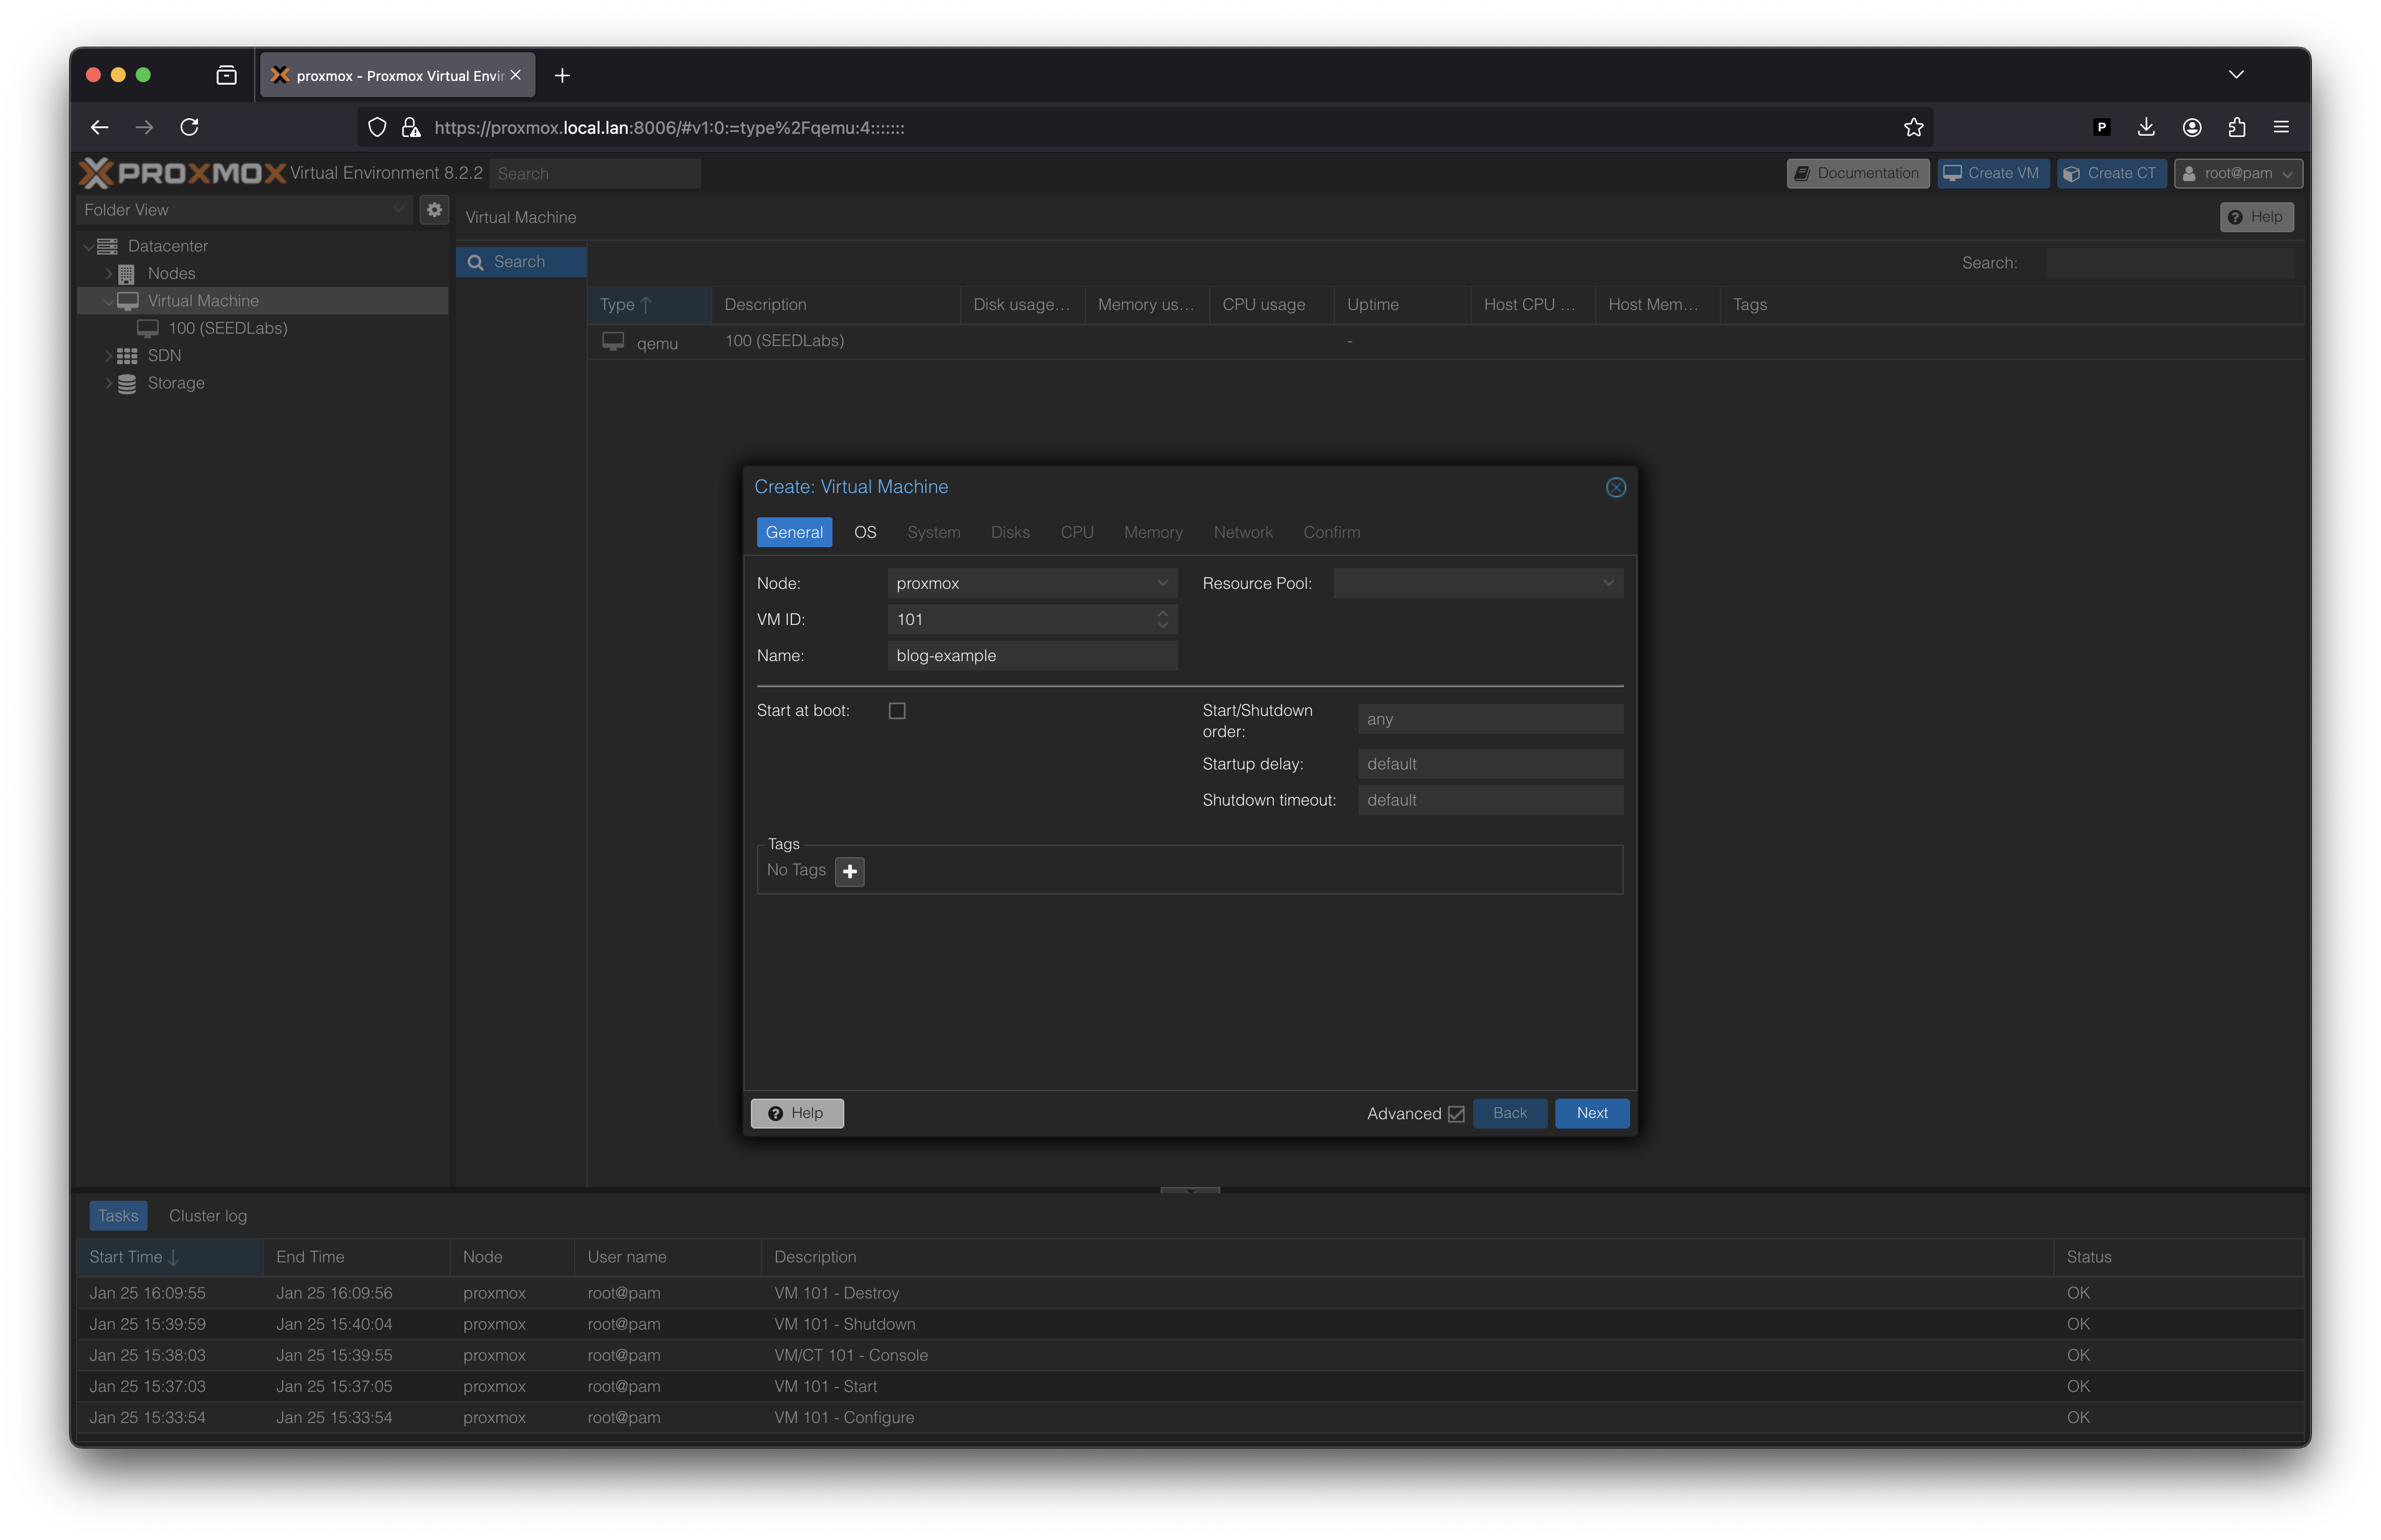 proxmox - Proxmox Virtual Envir
https://proxmox.local.lan:8006/#v1:0:=type%2Fqemu:4:::::::
P
PROXMOX Virtual Environment 8.2.2 Search Documentation Create VM Create CT root@pam
Folder View Virtual Machine Help
Datacenter
Nodes
Virtual Machine
100 (SEEDLabs)
SDN
Storage
Search Search:
Type Description Disk usage... Memory us... CPU usage Uptime Host CPU ... Host Mem... Tags
qemu 100 (SEEDLabs) -
Create: Virtual Machine
General OS System Disks CPU Memory Network Confirm
Node: proxmox Resource Pool:
VM ID: 101
Name: blog-example
Start at boot: Start/Shutdown order: any
Startup delay: default
Shutdown timeout: default
Tags
No Tags
Help Advanced Back Next
Tasks Cluster log
Start Time End Time Node User name Description Status
Jan 25 16:09:55 Jan 25 16:09:56 proxmox root@pam VM 101 - Destroy OK
Jan 25 15:39:59 Jan 25 15:40:04 proxmox root@pam VM 101 - Shutdown OK
Jan 25 15:38:03 Jan 25 15:39:55 proxmox root@pam VM/CT 101 - Console OK
Jan 25 15:37:03 Jan 25 15:37:05 proxmox root@pam VM 101 - Start OK
Jan 25 15:33:54 Jan 25 15:33:54 proxmox root@pam VM 101 - Configure OK